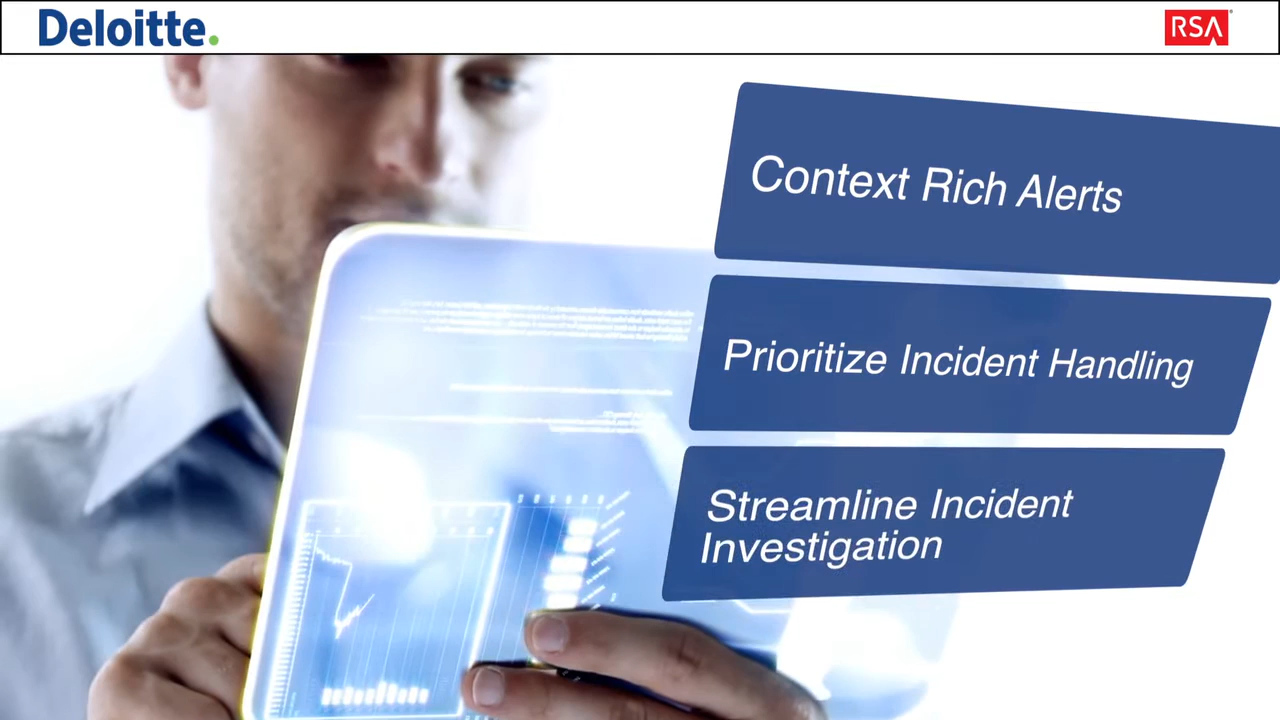 Deloitte.
RSA
Context Rich Alerts
Prioritize Incident Handling
Streamline Incident
Investigation